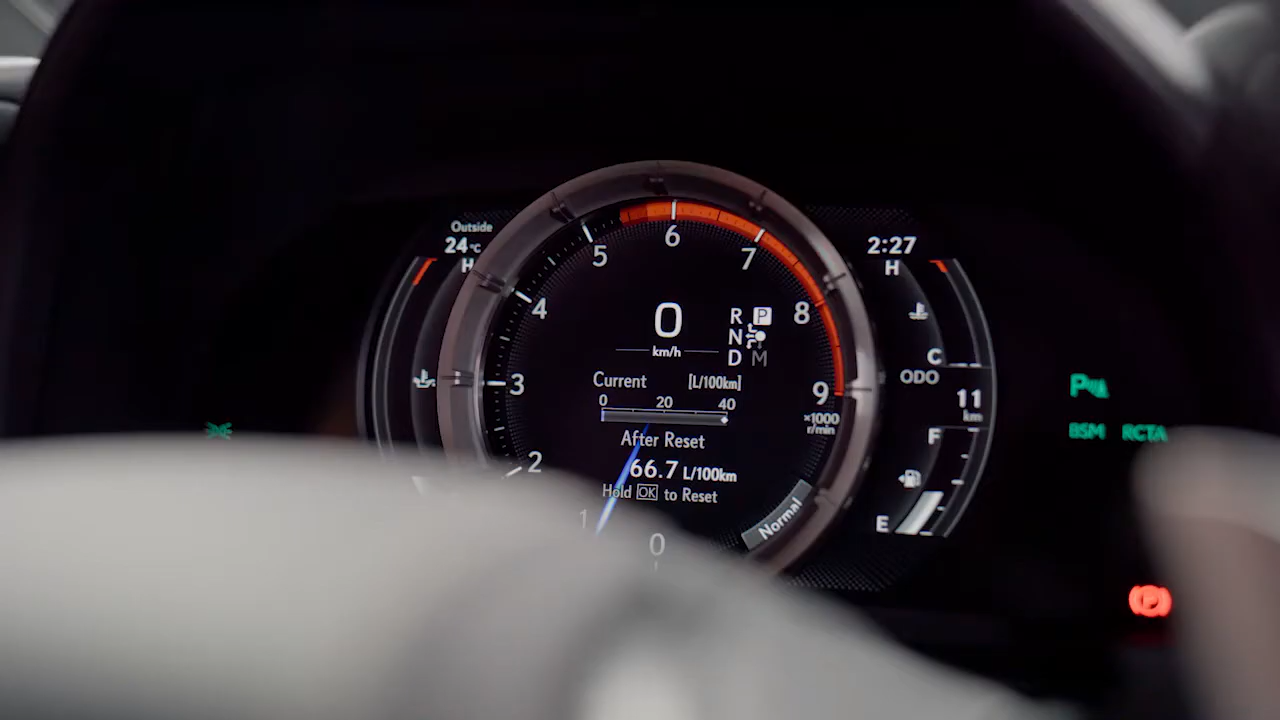 Outside
24°C
H
2:27
H
C
ODO
11
km
F
E
6
5
7
4
8
3
9
2
1
0
×1000
r/min
0
km/h
R P
N
D M
Current [L/100km]
0 20 40
After Reset
66.7 L/100km
Hold OK to Reset
Normal
P
BSM RCTA
P